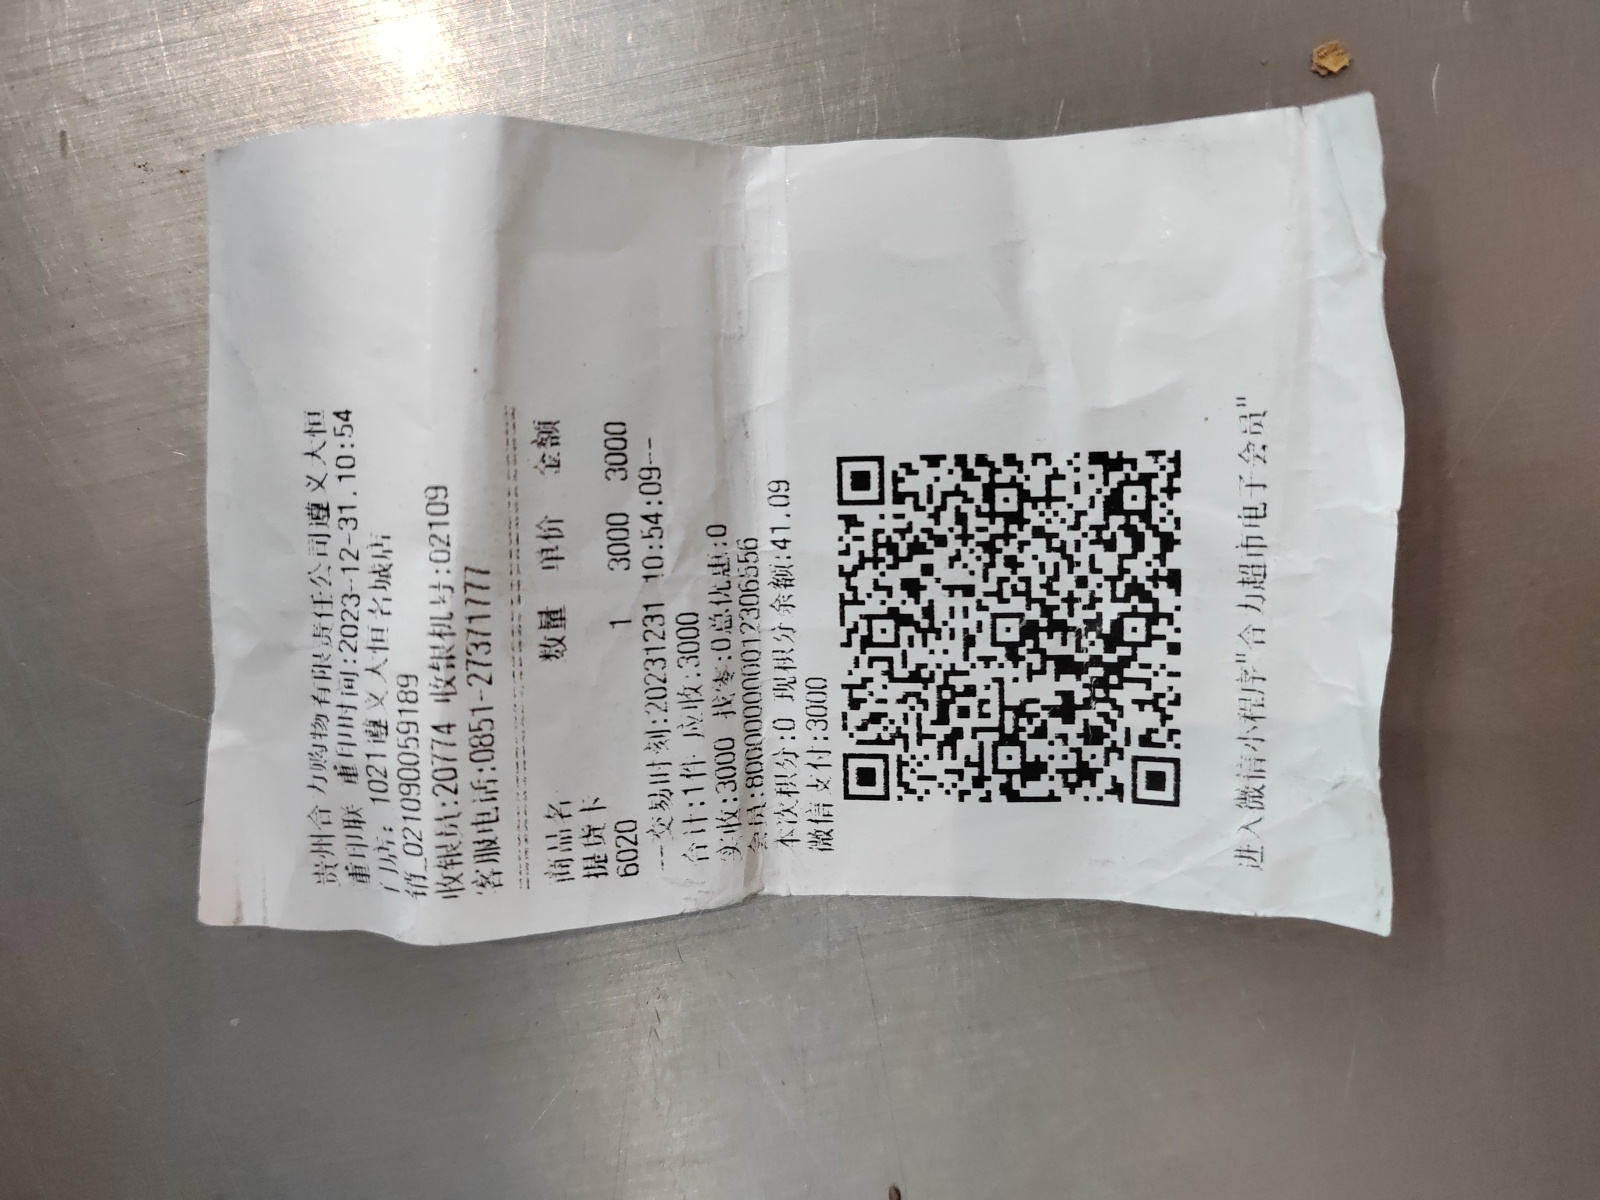 贵州合力购物有限责任公司遵义大恒
重印联 重印时间:2023-12-31.10:54
门店: 1021遵义大恒名城店
销_0210900059189
收银员:20774 收银机号:02109
客服电话:0851-27371777
商品名 数量 单价 金额
提货卡
6020 1 3000 3000
---交易时刻:20231231 10:54:09---
合计:1件 应收:3000
实收:3000 找零:0总优惠:0
会员:8000000000012306556
本次积分:0 现积分余额:41.09
微信支付:3000
进入微信小程序"合力超市电子会员"